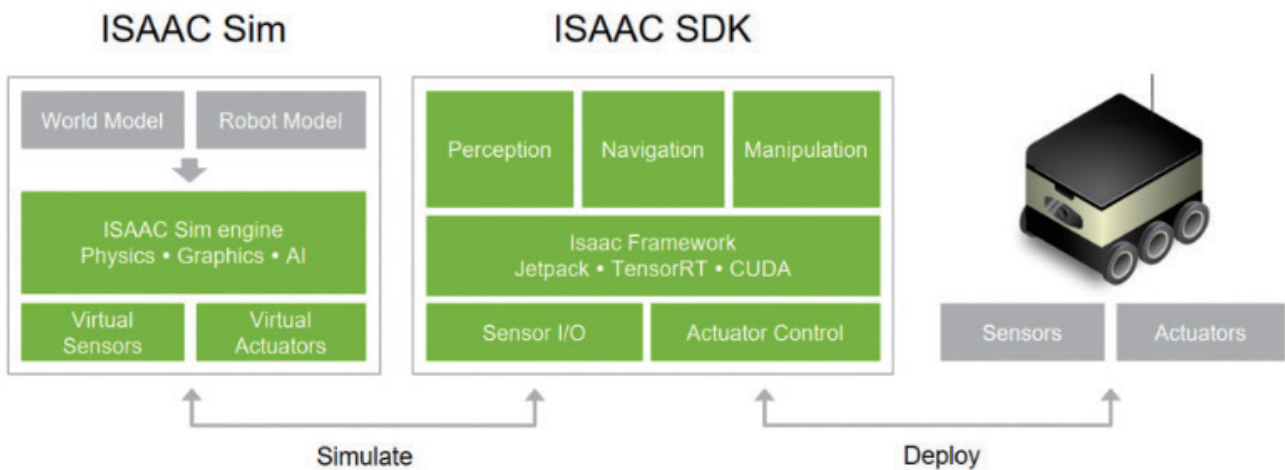 ISAAC Sim
World Model
Robot Model
ISAAC Sim engine
Physics • Graphics • AI
Virtual
Sensors
Virtual
Actuators
Simulate
ISAAC SDK
Perception
Navigation
Manipulation
Isaac Framework
Jetpack • TensorRT • CUDA
Sensor I/O
Actuator Control
Sensors
Actuators
Deploy